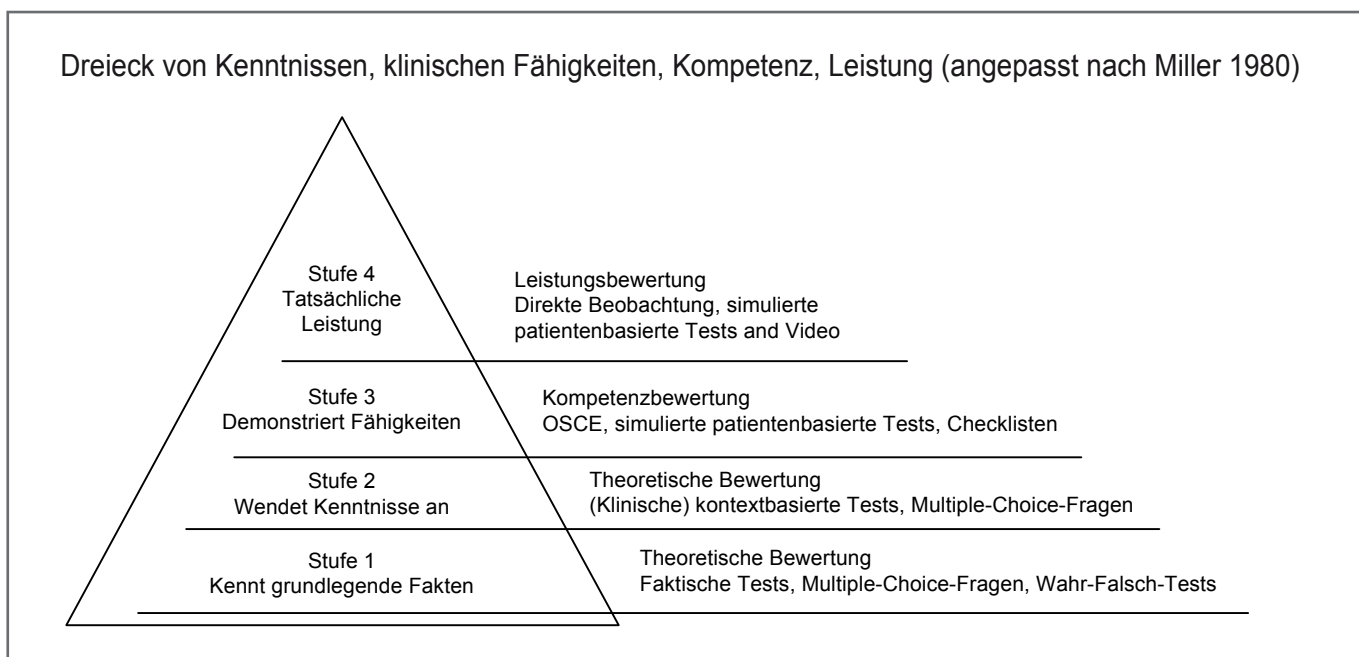 Dreieck von Kenntnissen, klinischen Fähigkeiten, Kompetenz, Leistung (angepasst nach Miller 1980)
Stufe 4
Tatsächliche
Leistung
Leistungsbewertung
Direkte Beobachtung, simulierte
patientenbasierte Tests and Video
Stufe 3
Demonstriert Fähigkeiten
Kompetenzbewertung
OSCE, simulierte patientenbasierte Tests, Checklisten
Stufe 2
Wendet Kenntnisse an
Theoretische Bewertung
(Klinische) kontextbasierte Tests, Multiple-Choice-Fragen
Stufe 1
Kennt grundlegende Fakten
Theoretische Bewertung
Faktische Tests, Multiple-Choice-Fragen, Wahr-Falsch-Tests